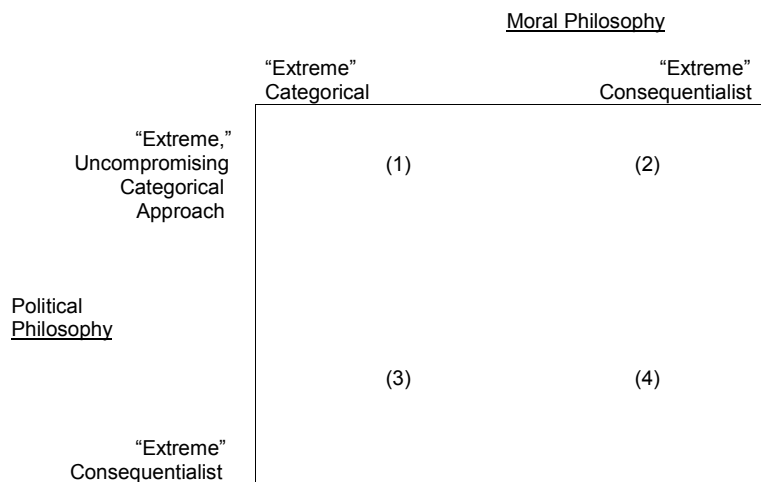 Moral Philosophy
“Extreme” “Extreme”
Categorical Consequentialist
“Extreme,”
Uncompromising (1) (2)
Categorical
Approach
Political
Philosophy
(3) (4)
“Extreme”
Consequentialist